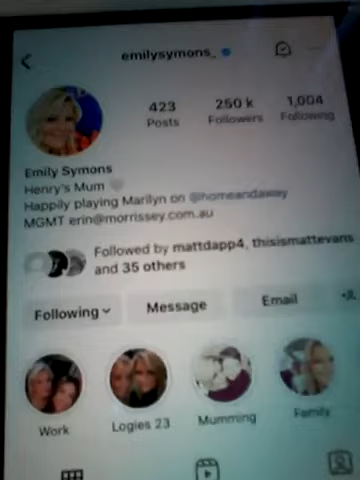 emilysymons_
423 250 k 1,004
Posts Followers Following
Emily Symons
Henry's Mum
Happily playing Marilyn on @homeandaway
MGMT erin@morrissey.com.au
Followed by mattdapp4, thisismattevans
and 35 others
Following Message Email
Work Logies 23 Mumming Family